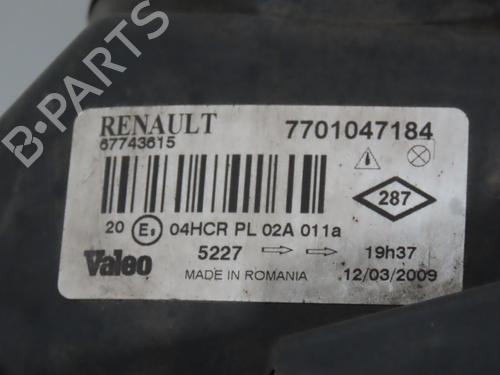 RENAULT 7701047184
67743615
287
20 E 04HCR PL 02A 011a
5227 19h37
Valeo MADE IN ROMANIA 12/03/2009
B-PARTS